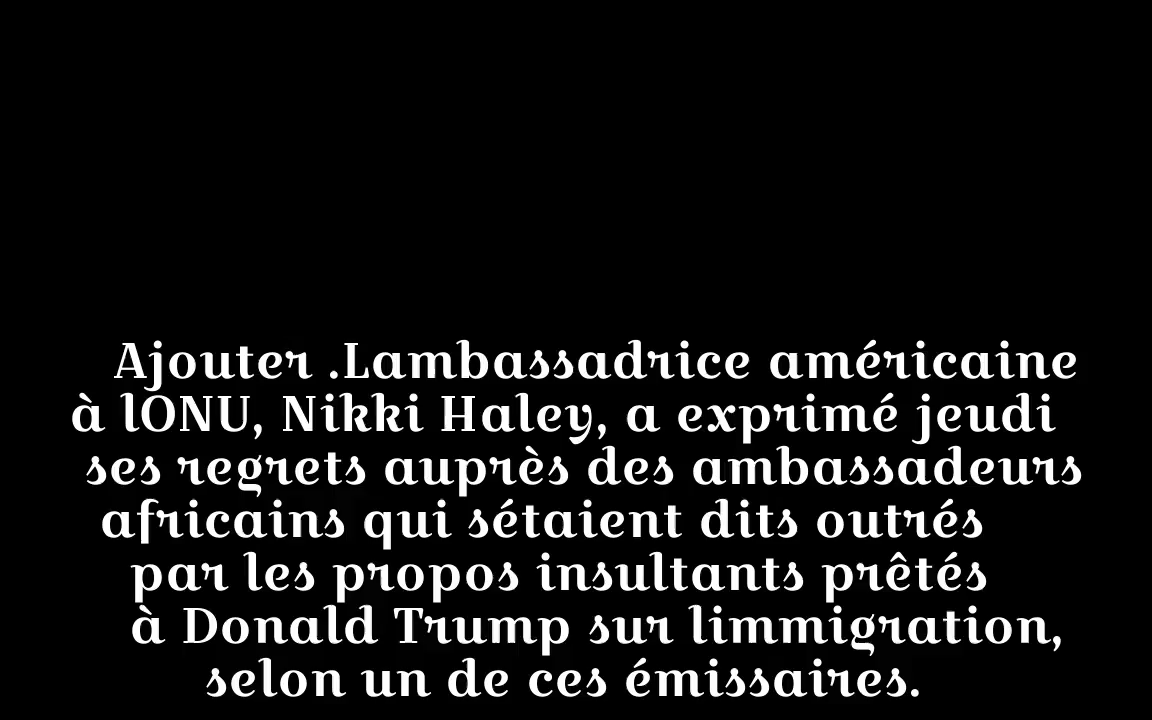 Ajouter .Lambassadrice américaine
à lONU, Nikki Haley, a exprimé jeudi
ses regrets auprès des ambassadeurs
africains qui sétaient dits outrés
par les propos insultants prêtés
à Donald Trump sur limmigration,
selon un de ces émissaires.